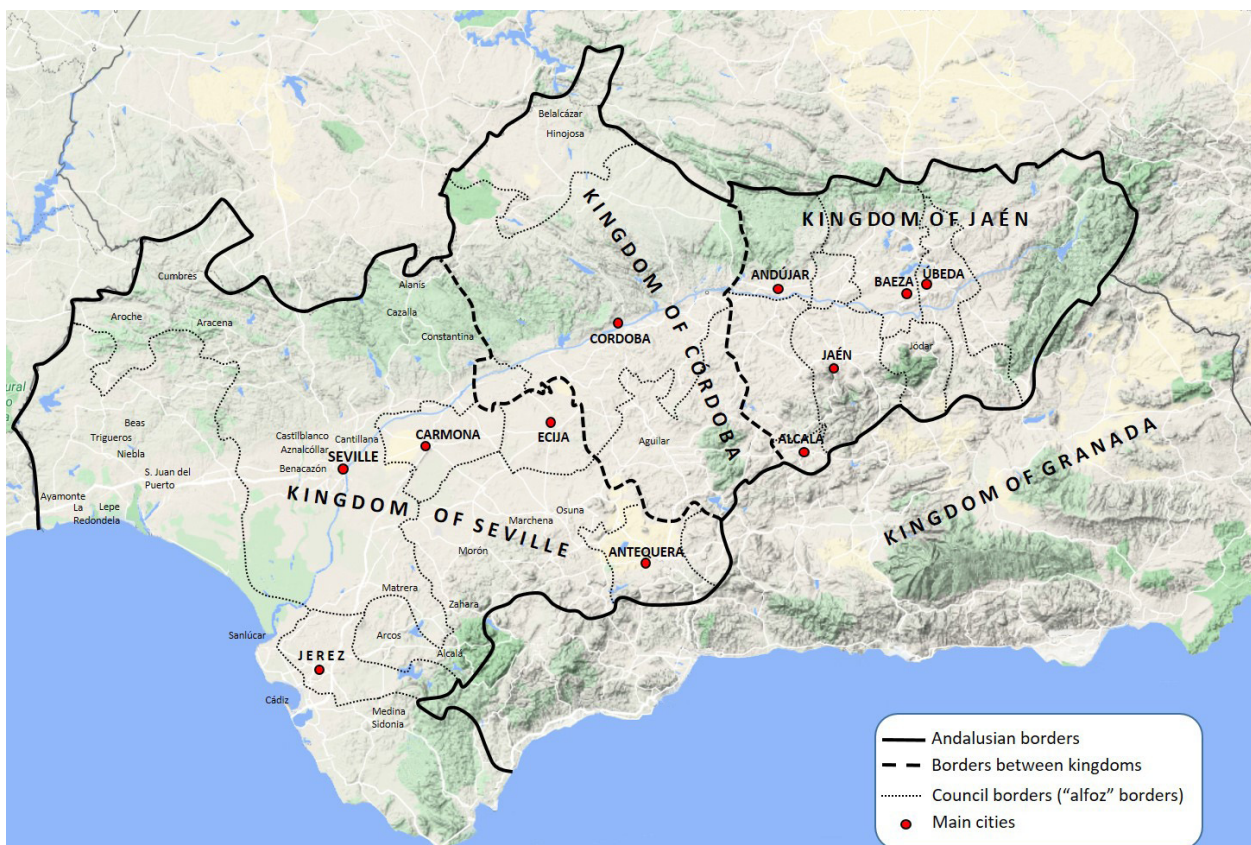 Belalcázar
Hinojosa
KINGDOM OF JAÉN
KINGDOM OF CÓRDOBA
Cumbres
Alanís
ANDÚJAR
BAEZA
ÚBEDA
Cazalla
Aroche
Aracena
Constantina
CORDOBA
Jódar
JAÉN
Beas
Trigueros
Niebla
Castilblanco
Cantillana
Aznalcóllar
SEVILLE
CARMONA
ECIJA
Aguilar
ALCALÁ
Benacazón
S. Juan del
Puerto
KINGDOM OF SEVILLE
KINGDOM OF GRANADA
Ayamonte
La
Lepe
Redondela
Osuna
Marchena
Morón
ANTEQUERA
Matrera
Zahara
Sanlúcar
Arcos
JEREZ
Alcalá
Cádiz
Medina
Sidonia
Andalusian borders
Borders between kingdoms
Council borders (“alfoz” borders)
Main cities